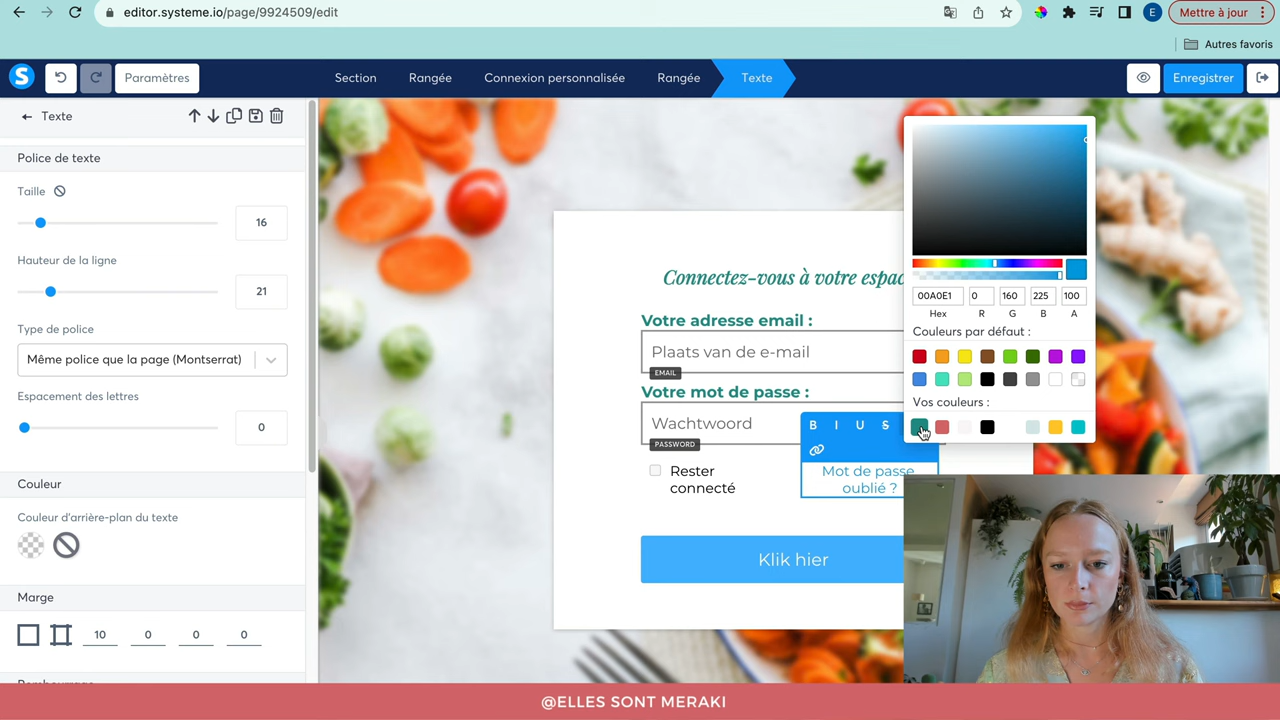 editor.systeme.io/page/9924509/edit
E
Mettre à jour
Autres favoris
S
Paramètres
Section
Rangée
Connexion personnalisée
Rangée
Texte
Enregistrer
Texte
Police de texte
Taille
16
Hauteur de la ligne
21
Type de police
Même police que la page (Montserrat)
Espacement des lettres
0
Couleur
Couleur d'arrière-plan du texte
Marge
10 0 0 0
Connectez-vous à votre espac
Votre adresse email :
Plaats van de e-mail
EMAIL
Votre mot de passe :
Wachtwoord
PASSWORD
Rester
connecté
B I U S
Mot de passe
oublié ?
Klik hier
00A0E1 0 160 225 100
Hex R G B A
Couleurs par défaut :
Vos couleurs :
@ELLES SONT MERAKI